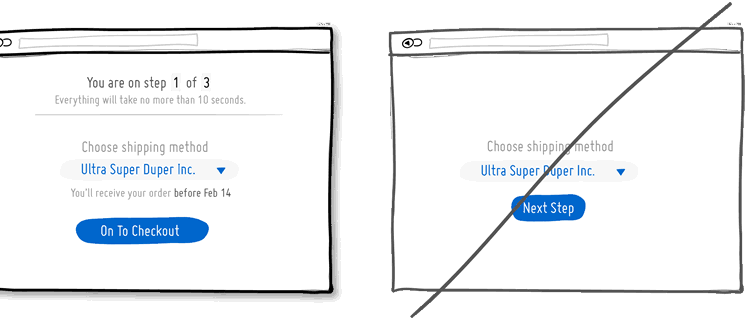 You are on step 1 of 3
Everything will take no more than 10 seconds.
Choose shipping method
Ultra Super Duper Inc.
You'll receive your order before Feb 14
On To Checkout
Choose shipping method
Ultra Super Duper Inc.
Next Step